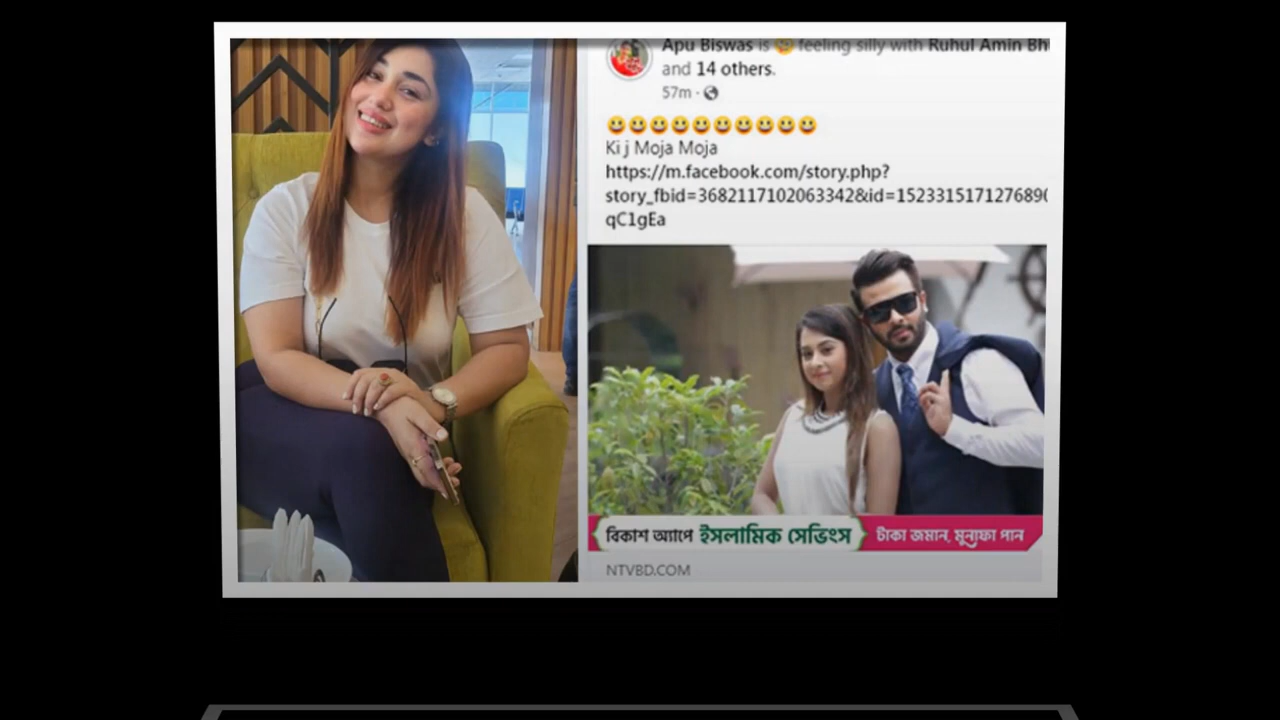 Apu Biswas is 🤪 feeling silly with Ruhul Amin Bh
and 14 others.
57m ·
😀😀😀😀😀😀😀😀😀😀
Ki j Moja Moja
https://m.facebook.com/story.php?
story_fbid=3682117102063342&id=1523315171276890
qC1gEa
বিকাশ অ্যাপে ইসলামিক সেভিংস টাকা জমান, মুনাফা পান
NTVBD.COM